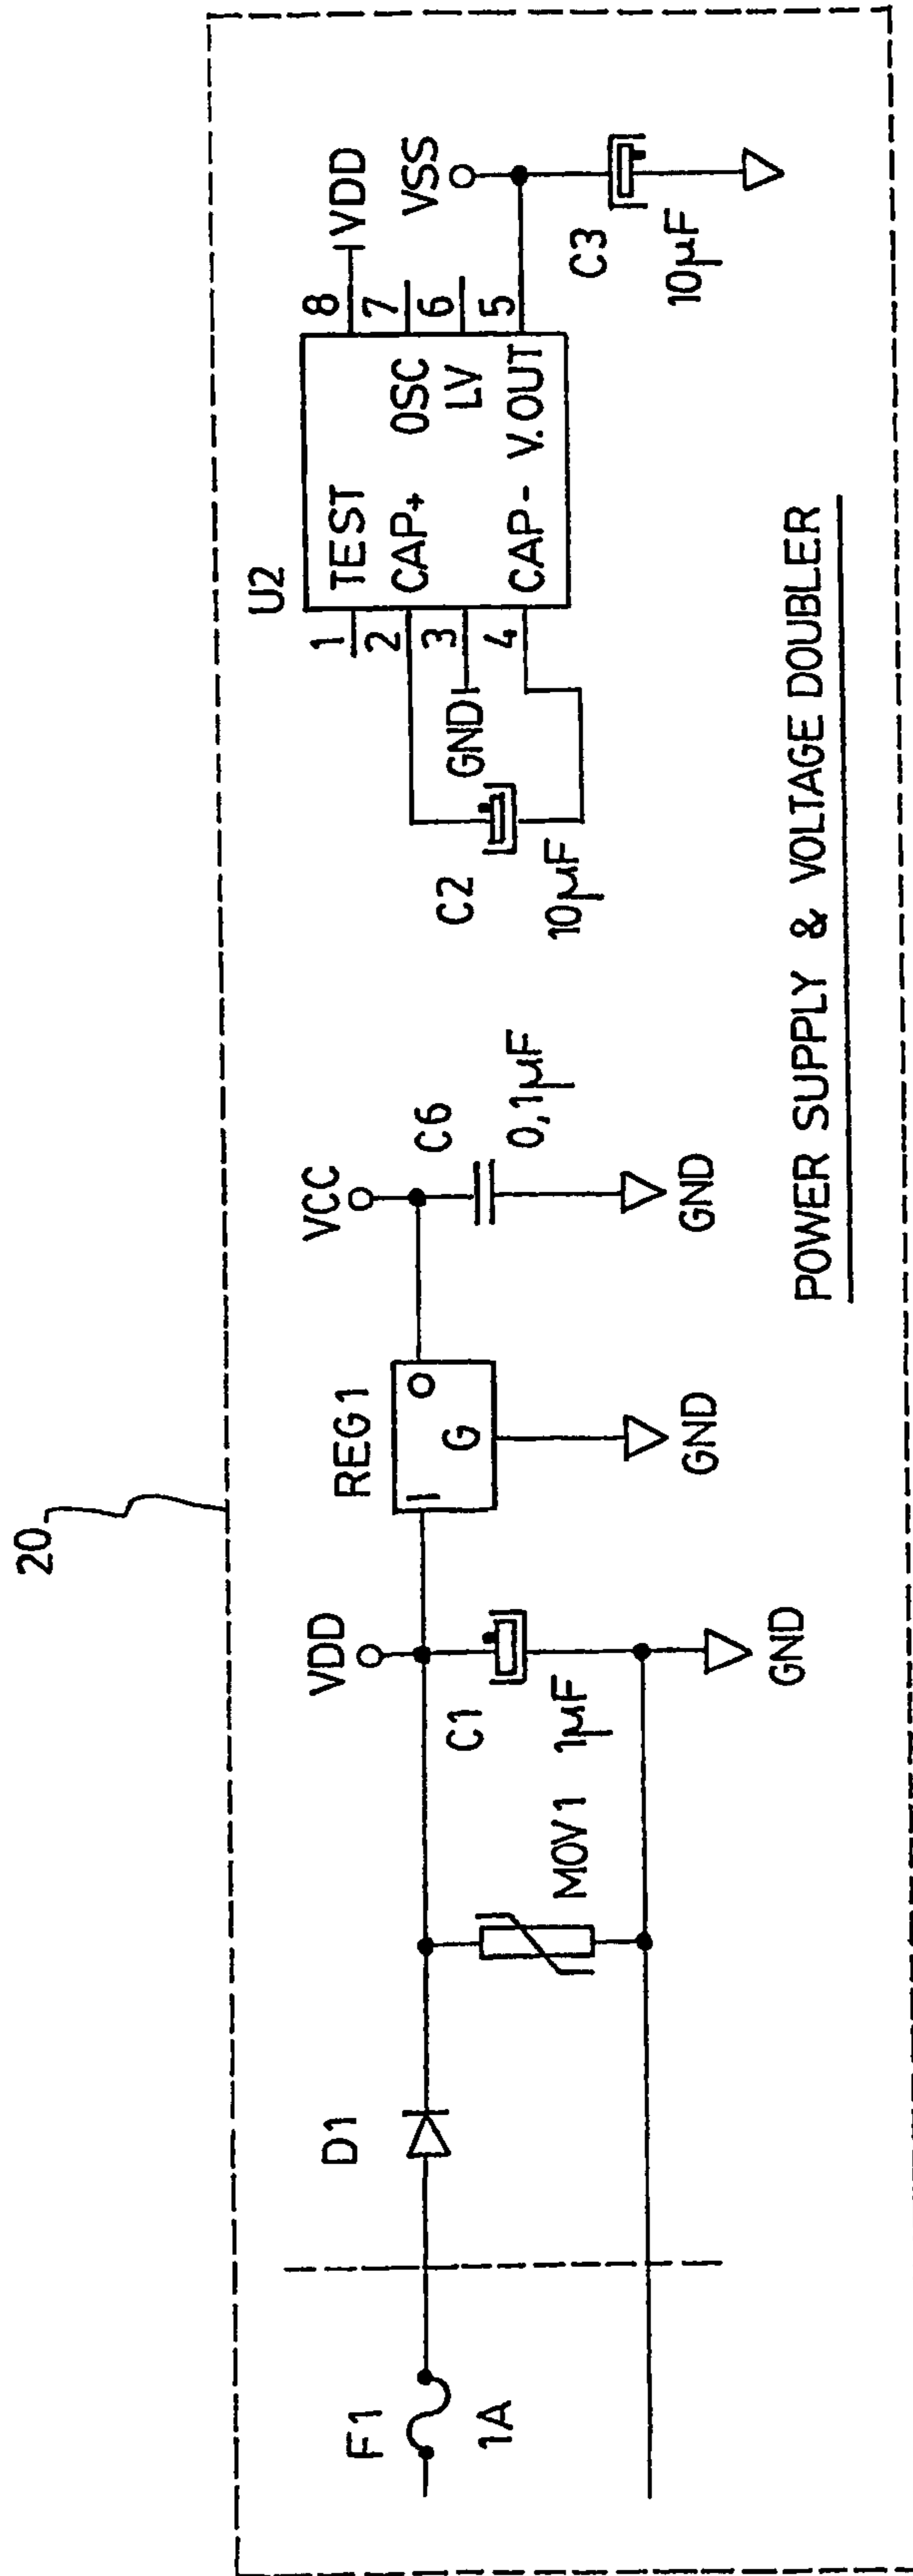 20
F1
1A
D1
MOV1
VDD
C1
1µF
GND
REG1
I
O
G
GND
VCC
C6
0,1µF
GND
U2
1
2
3
4
GND
C2
10µF
TEST
CAP+
CAP-
OSC
LV
V.OUT
8
7
6
5
VDD
VSS
C3
10µF
POWER SUPPLY & VOLTAGE DOUBLER